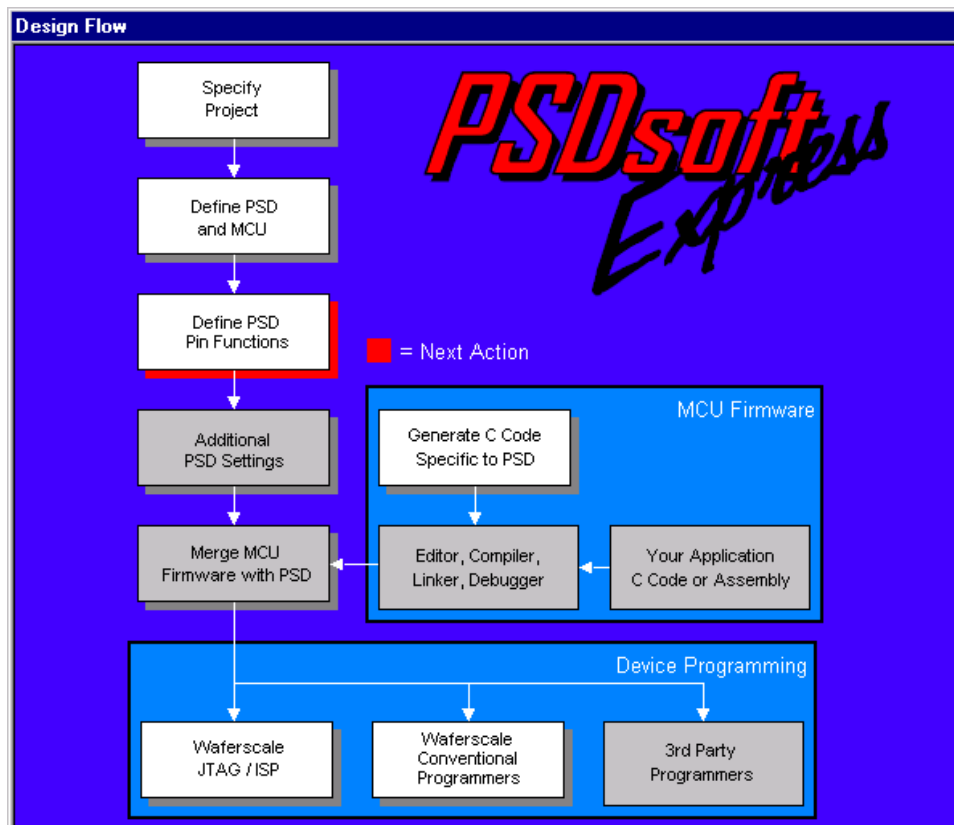 Design Flow
PSDsoft
Express
Specify
Project
Define PSD
and MCU
Define PSD
Pin Functions
= Next Action
MCU Firmware
Additional
PSD Settings
Generate C Code
Specific to PSD
Merge MCU
Firmware with PSD
Editor, Compiler,
Linker, Debugger
Your Application
C Code or Assembly
Device Programming
Waferscale
JTAG / ISP
Waferscale
Conventional
Programmers
3rd Party
Programmers